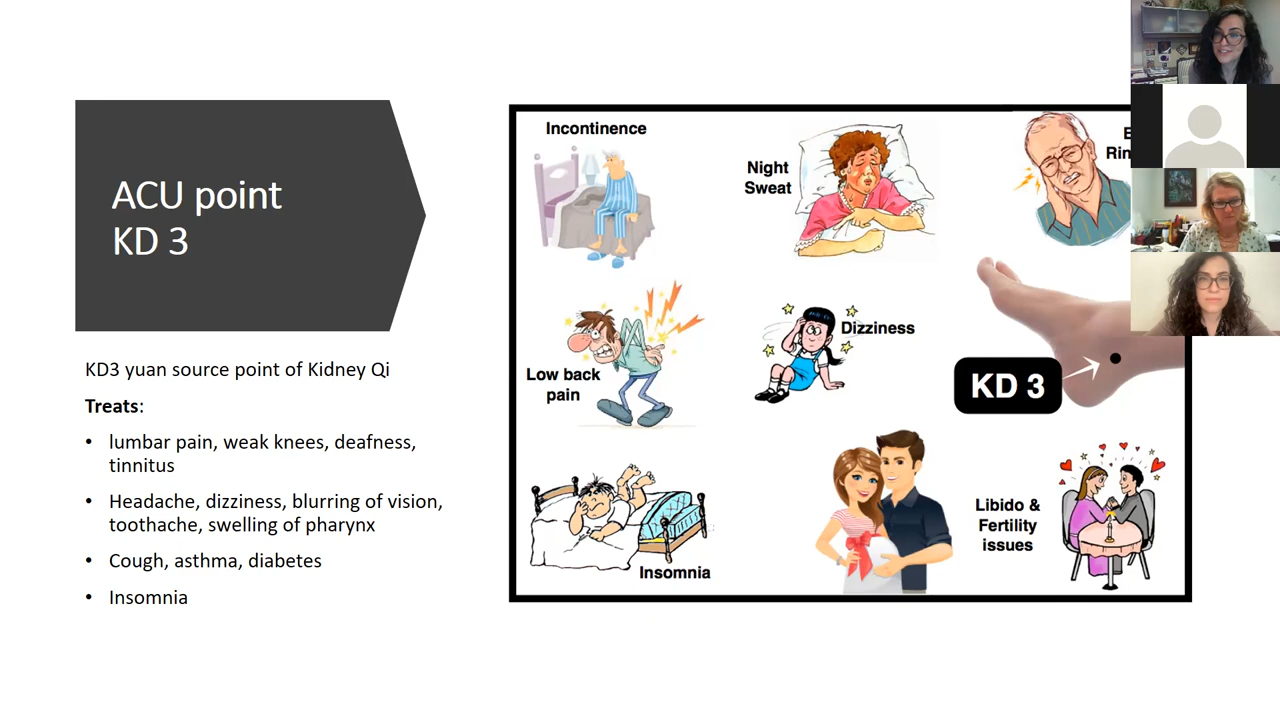 ACU point
KD 3
KD3 yuan source point of Kidney Qi
Treats:
• lumbar pain, weak knees, deafness,
tinnitus
• Headache, dizziness, blurring of vision,
toothache, swelling of pharynx
• Cough, asthma, diabetes
• Insomnia
Incontinence
Night
Sweat
Low back
pain
Dizziness
KD 3
Insomnia
Libido &
Fertility
issues